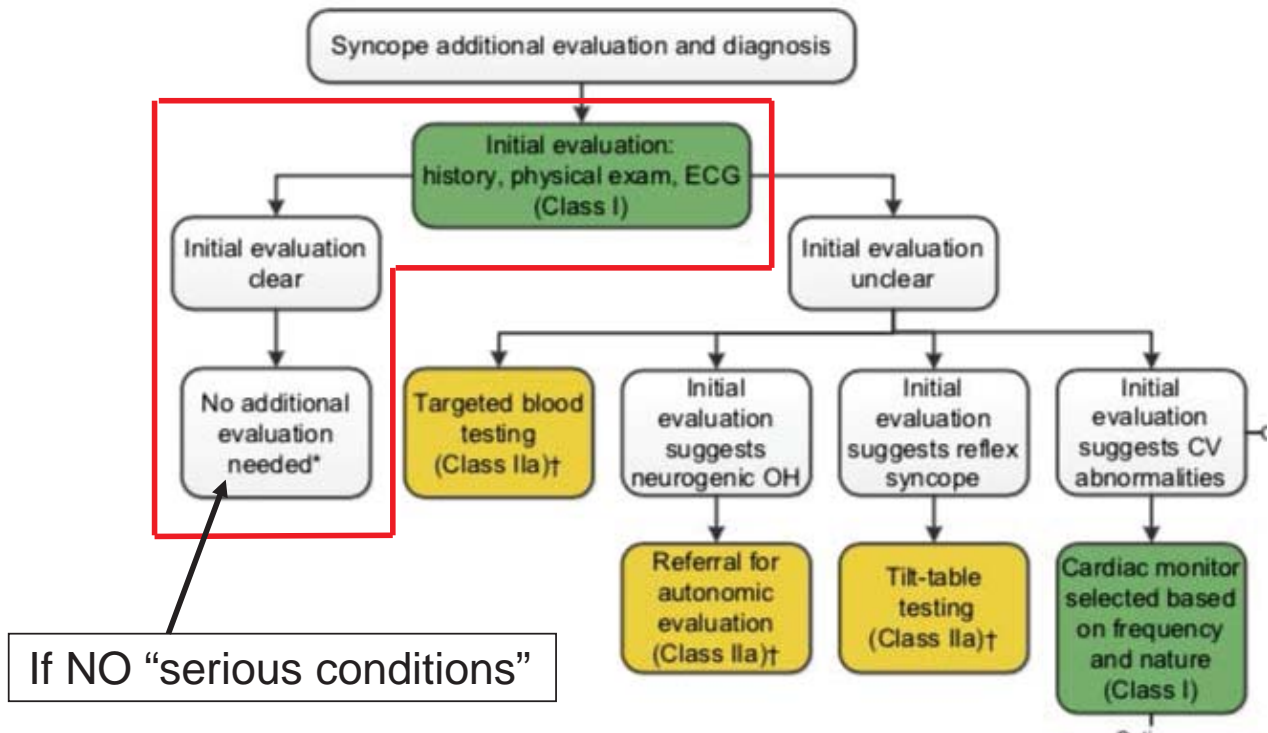 Syncope additional evaluation and diagnosis
Initial evaluation:
history, physical exam, ECG
(Class I)
Initial evaluation
clear
Initial evaluation
unclear
No additional
evaluation
needed*
Targeted blood
testing
(Class IIa)†
Initial
evaluation
suggests
neurogenic OH
Initial
evaluation
suggests reflex
syncope
Initial
evaluation
suggests CV
abnormalities
Referral for
autonomic
evaluation
(Class IIa)†
Tilt-table
testing
(Class IIa)†
Cardiac monitor
selected based
on frequency
and nature
(Class I)
If NO “serious conditions”